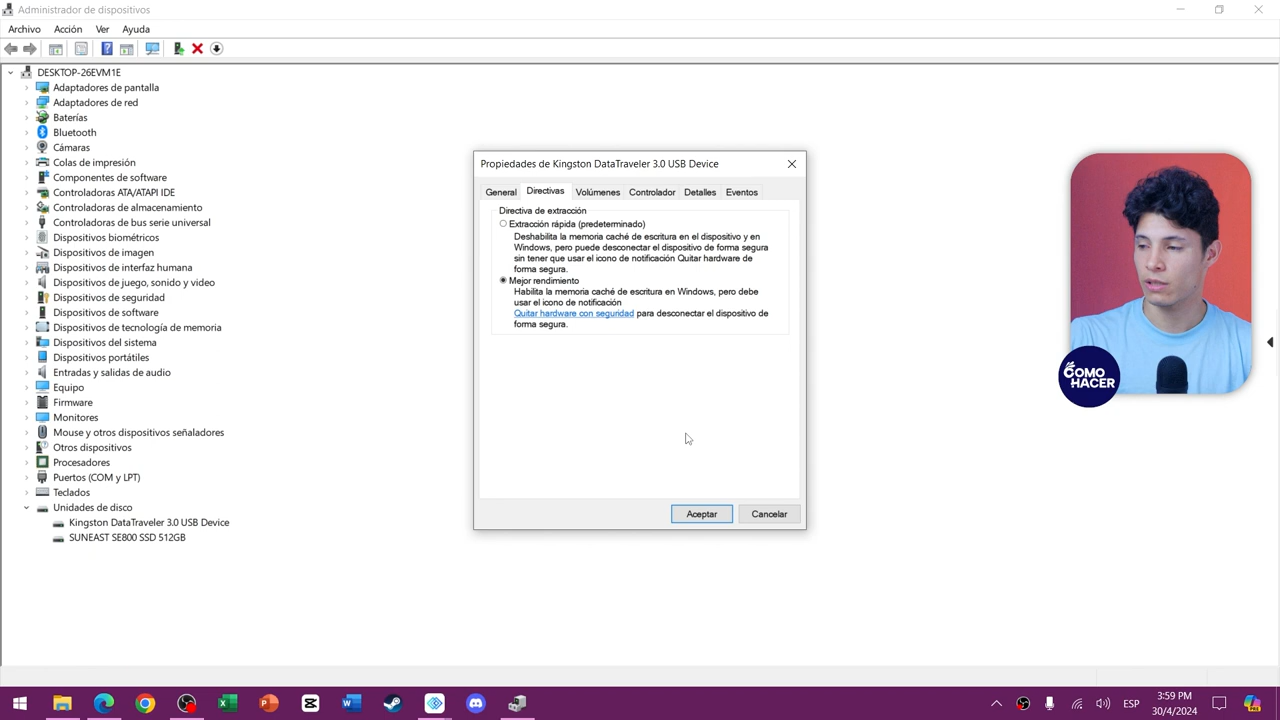 Administrador de dispositivos
Archivo Acción Ver Ayuda
DESKTOP-26EVM1E
Adaptadores de pantalla
Adaptadores de red
Baterías
Bluetooth
Cámaras
Colas de impresión
Componentes de software
Controladoras ATA/ATAPI IDE
Controladoras de almacenamiento
Controladoras de bus serie universal
Dispositivos biométricos
Dispositivos de imagen
Dispositivos de interfaz humana
Dispositivos de juego, sonido y video
Dispositivos de seguridad
Dispositivos de software
Dispositivos de tecnología de memoria
Dispositivos del sistema
Dispositivos portátiles
Entradas y salidas de audio
Equipo
Firmware
Monitores
Mouse y otros dispositivos señaladores
Otros dispositivos
Procesadores
Puertos (COM y LPT)
Teclados
Unidades de disco
Kingston DataTraveler 3.0 USB Device
SUNEAST SE800 SSD 512GB
Propiedades de Kingston DataTraveler 3.0 USB Device
General Directivas Volúmenes Controlador Detalles Eventos
Directiva de extracción
Extracción rápida (predeterminado)
Deshabilita la memoria caché de escritura en el dispositivo y en
Windows, pero puede desconectar el dispositivo de forma segura
sin tener que usar el icono de notificación Quitar hardware de
forma segura.
Mejor rendimiento
Habilita la memoria caché de escritura en Windows, pero debe
usar el icono de notificación
Quitar hardware con seguridad para desconectar el dispositivo de
forma segura.
Aceptar Cancelar
CÓMO
HACER
ESP
3:59 PM
30/4/2024
PRE